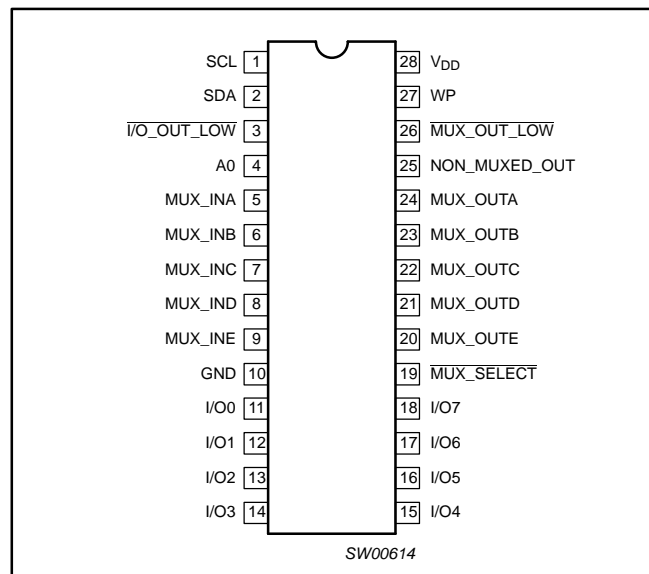 SCL 1 28 VDD
SDA 2 27 WP
I/O_OUT_LOW 3 26 MUX_OUT_LOW
A0 4 25 NON_MUXED_OUT
MUX_INA 5 24 MUX_OUTA
MUX_INB 6 23 MUX_OUTB
MUX_INC 7 22 MUX_OUTC
MUX_IND 8 21 MUX_OUTD
MUX_INE 9 20 MUX_OUTE
GND 10 19 MUX_SELECT
I/O0 11 18 I/O7
I/O1 12 17 I/O6
I/O2 13 16 I/O5
I/O3 14 15 I/O4
SW00614